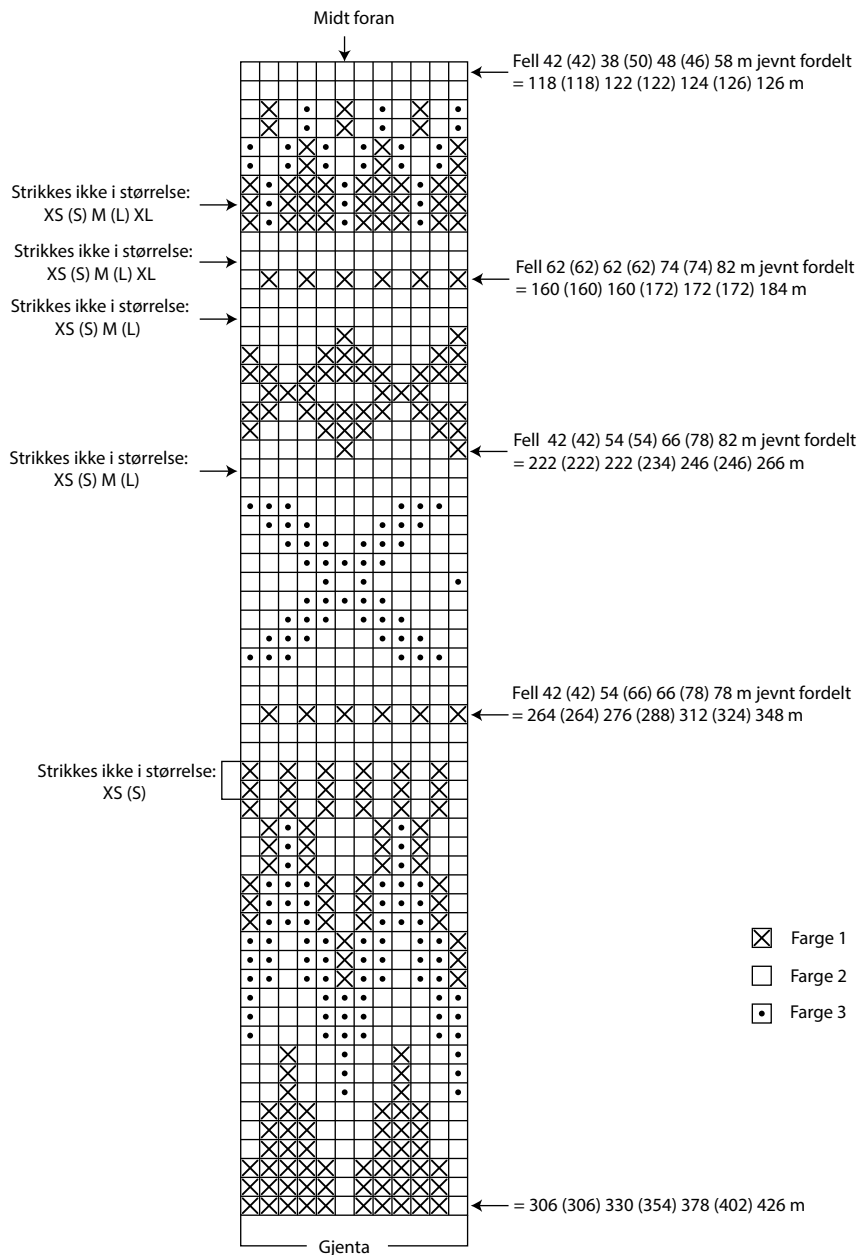 Midt foran
Fell 42 (42) 38 (50) 48 (46) 58 m jevnt fordelt
= 118 (118) 122 (122) 124 (126) 126 m
Strikkes ikke i størrelse:
XS (S) M (L) XL
Strikkes ikke i størrelse:
XS (S) M (L) XL
Fell 62 (62) 62 (62) 74 (74) 82 m jevnt fordelt
= 160 (160) 160 (172) 172 (172) 184 m
Strikkes ikke i størrelse:
XS (S) M (L)
Fell 42 (42) 54 (54) 66 (78) 82 m jevnt fordelt
= 222 (222) 222 (234) 246 (246) 266 m
Strikkes ikke i størrelse:
XS (S) M (L)
Fell 42 (42) 54 (66) 66 (78) 78 m jevnt fordelt
= 264 (264) 276 (288) 312 (324) 348 m
Strikkes ikke i størrelse:
XS (S)
Farge 1
Farge 2
Farge 3
= 306 (306) 330 (354) 378 (402) 426 m
Gjenta